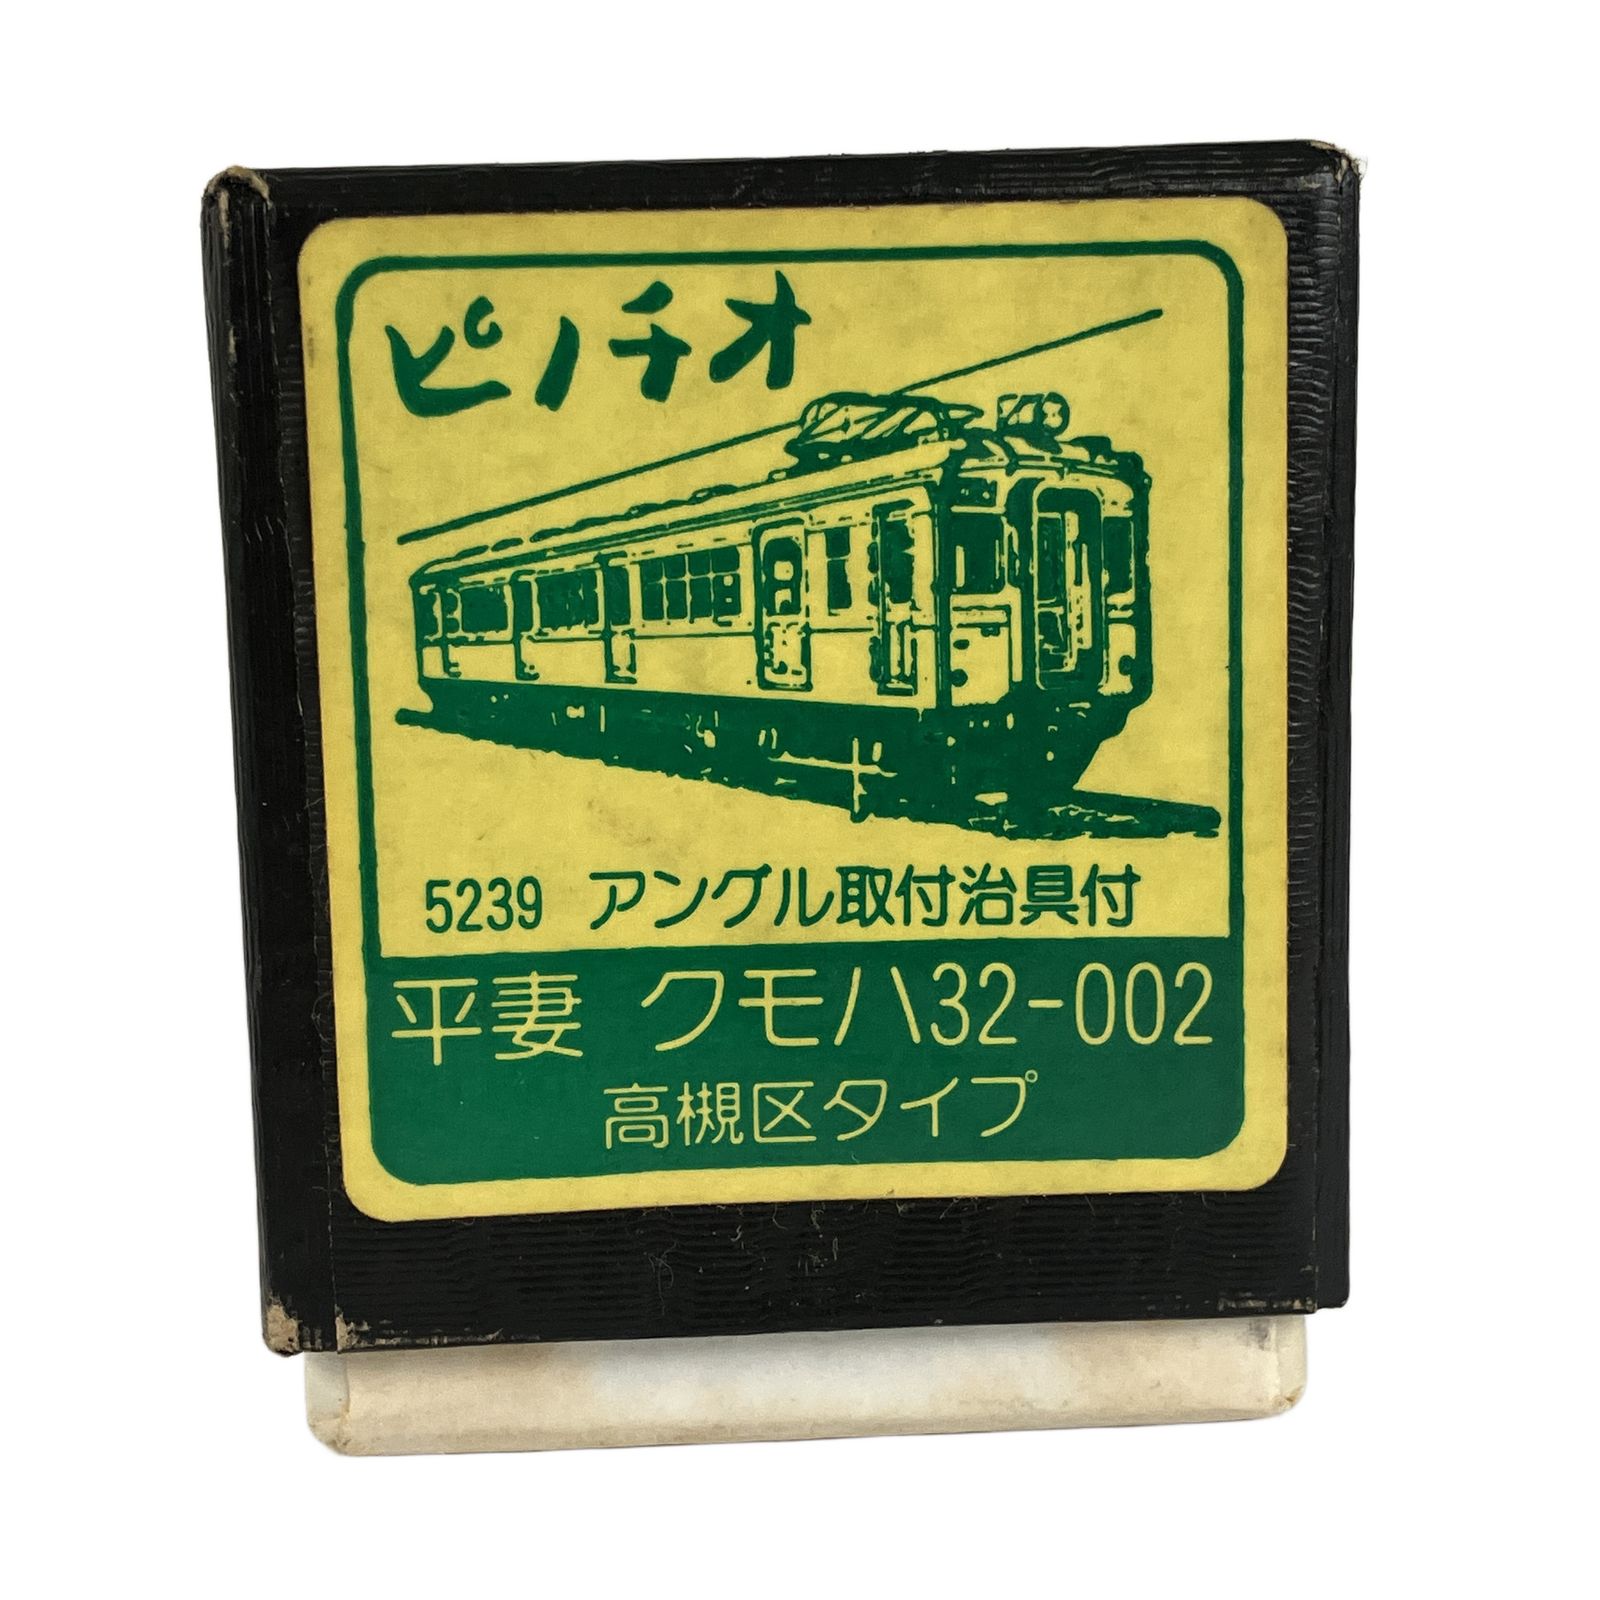 ピノチオ
5239 アングル取付治具付
平妻 クモハ32-002
高槻区タイプ